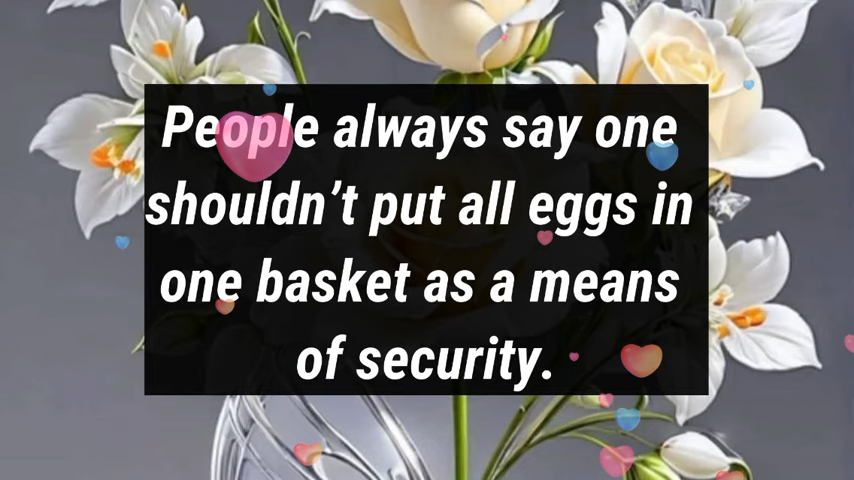 People always say one
shouldn’t put all eggs in
one basket as a means
of security.